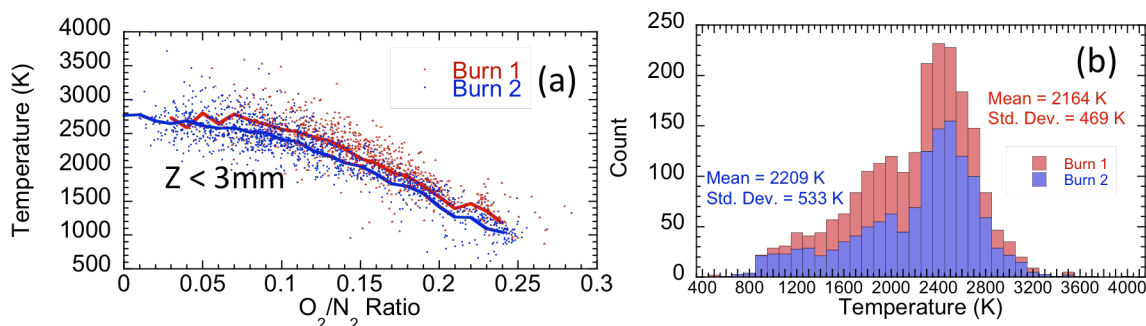 4000
3500
3000
2500
2000
1500
1000
500
Temperature (K)
Burn 1
Burn 2
(a)
Z < 3mm
0 0.05 0.1 0.15 0.2 0.25 0.3
O2/N2 Ratio
250
200
150
100
50
0
Count
(b)
Mean = 2164 K
Std. Dev. = 469 K
Burn 1
Burn 2
Mean = 2209 K
Std. Dev. = 533 K
400 800 1200 1600 2000 2400 2800 3200 3600 4000
Temperature (K)